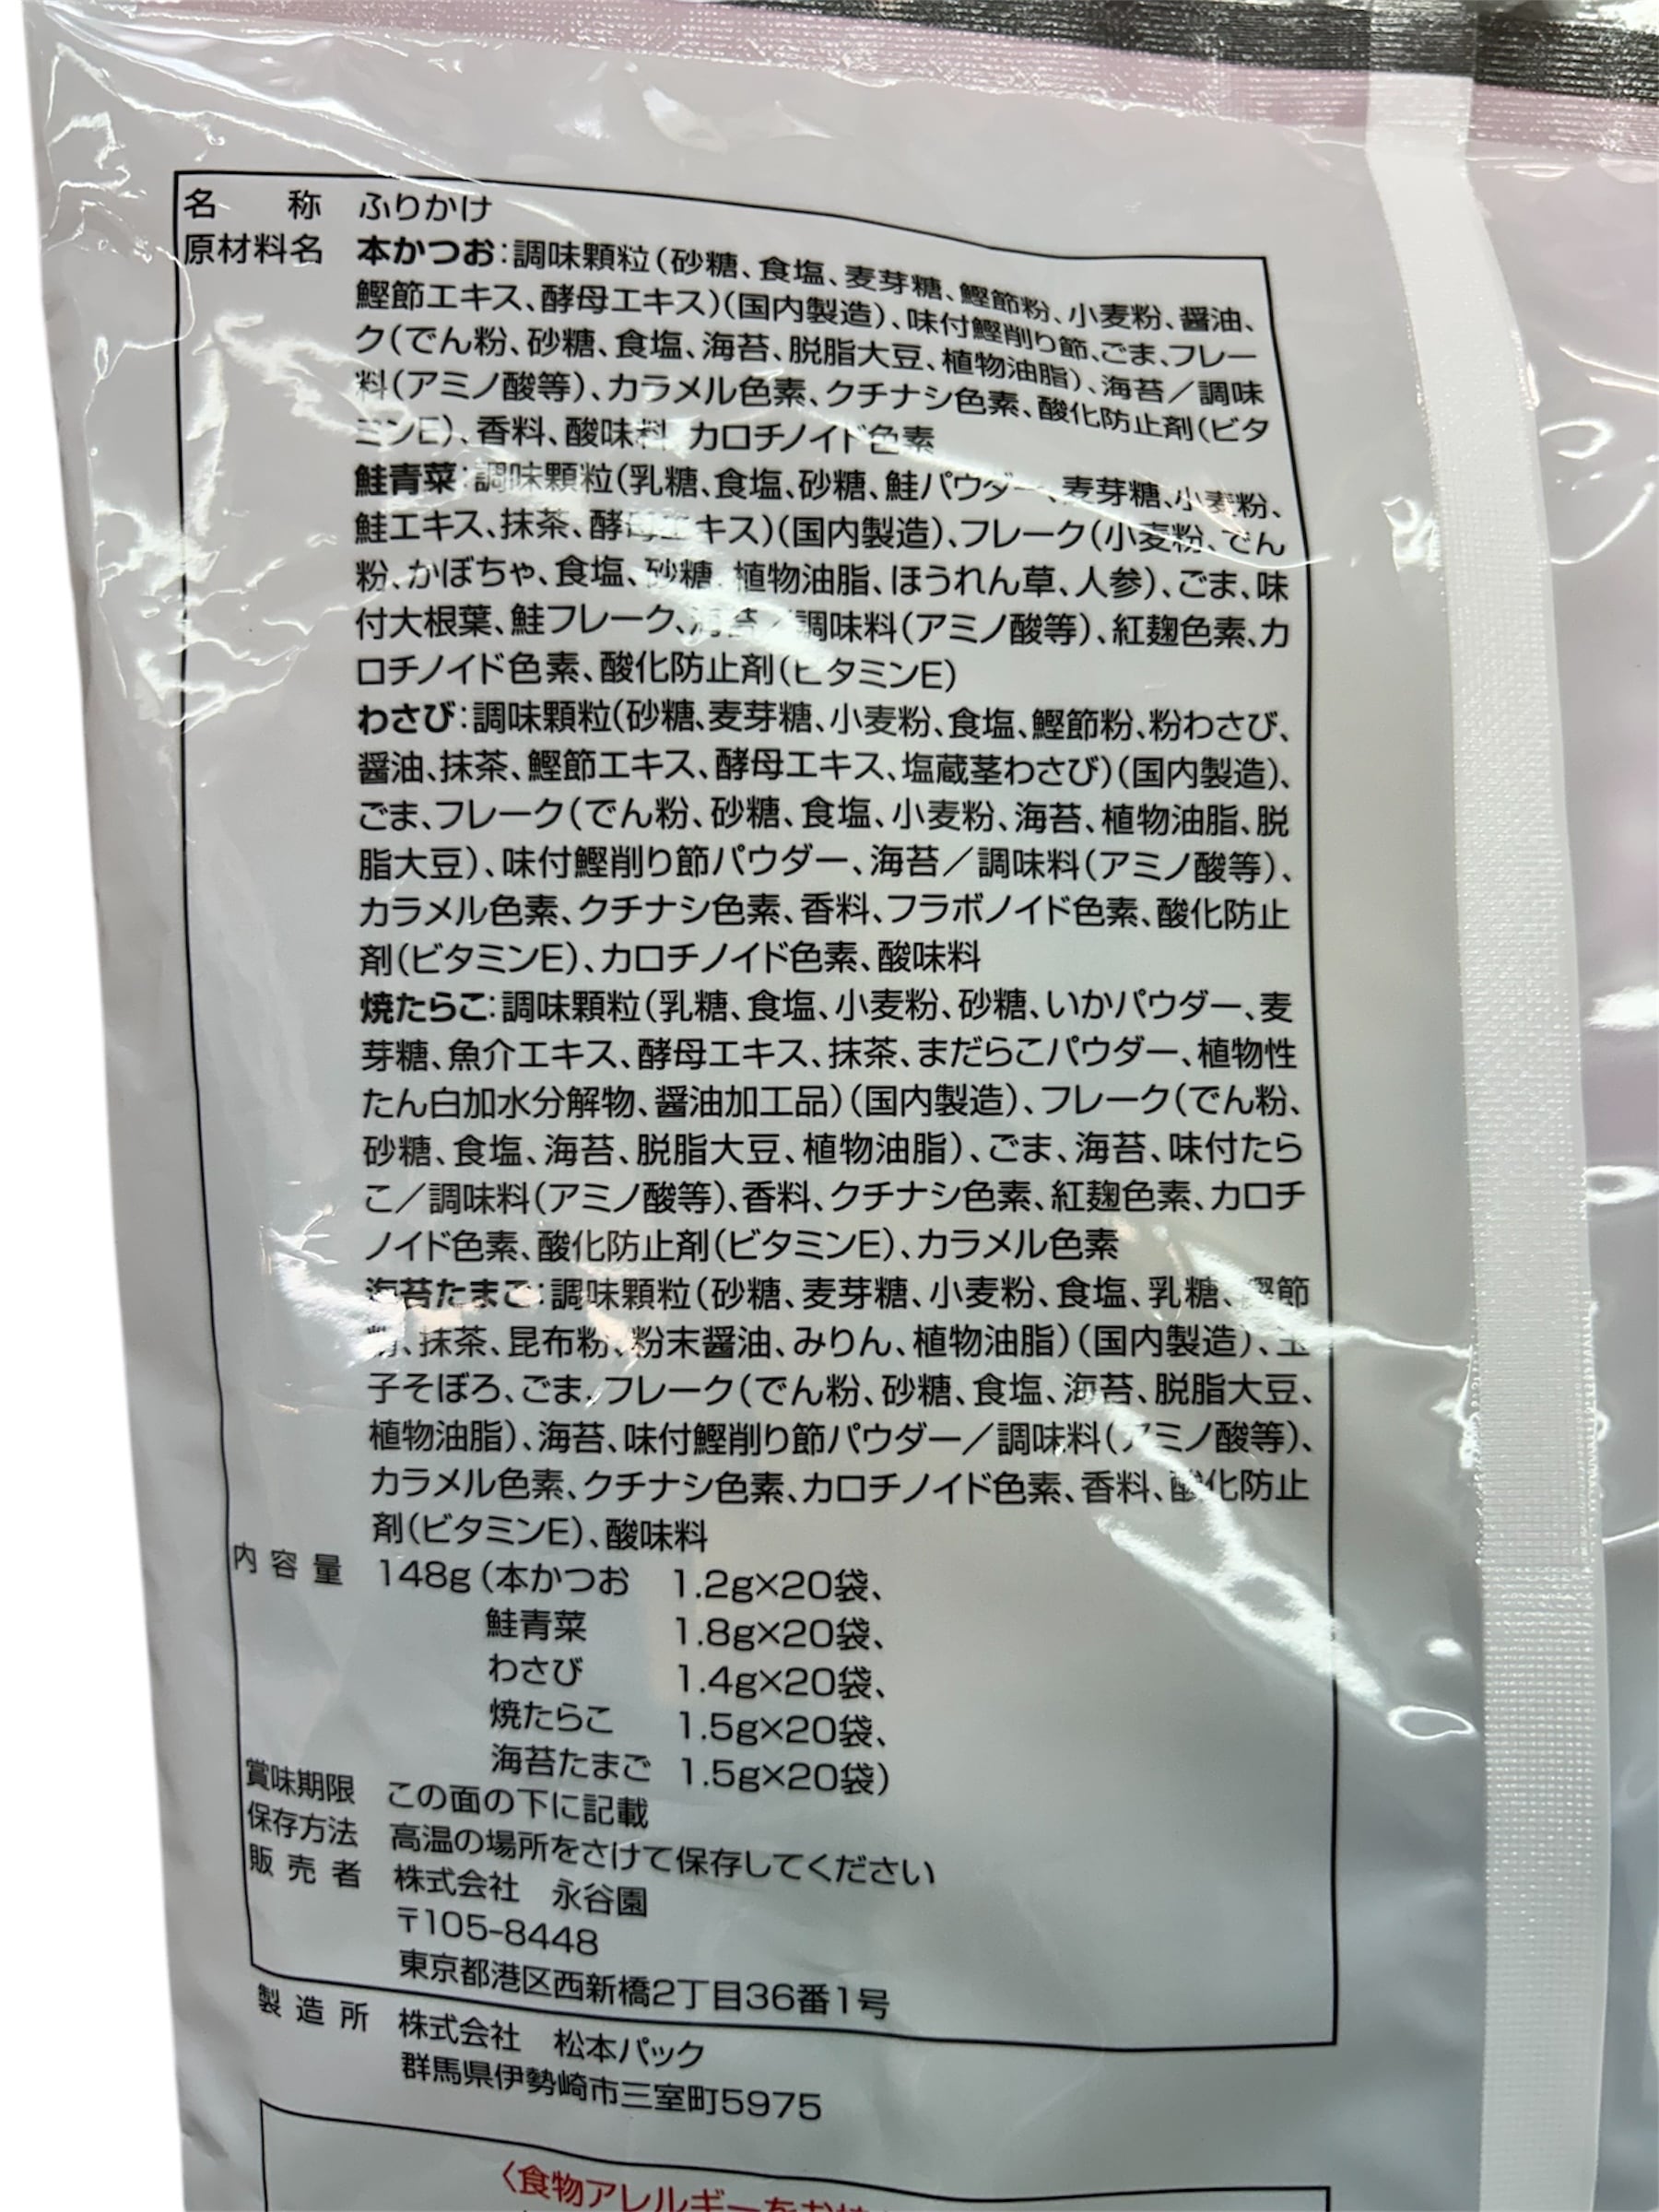 名 称 ふりかけ
原材料名 本かつお：調味顆粒（砂糖、食塩、麦芽糖、鰹節粉、小麦粉、醤油、
鰹節エキス、酵母エキス）（国内製造）、味付鰹削り節、ごま、フレー
ク（でん粉、砂糖、食塩、海苔、脱脂大豆、植物油脂）、海苔／調味
料（アミノ酸等）、カラメル色素、クチナシ色素、酸化防止剤（ビタ
ミンE）、香料、酸味料、カロチノイド色素
鮭青菜：調味顆粒（乳糖、食塩、砂糖、鮭パウダー、麦芽糖、小麦粉、
鮭エキス、抹茶、酵母エキス）（国内製造）、フレーク（小麦粉、でん
粉、かぼちゃ、食塩、砂糖、植物油脂、ほうれん草、人参）、ごま、味
付大根葉、鮭フレーク、海苔／調味料（アミノ酸等）、紅麹色素、カ
ロチノイド色素、酸化防止剤（ビタミンE）
わさび：調味顆粒（砂糖、麦芽糖、小麦粉、食塩、鰹節粉、粉わさび、
醤油、抹茶、鰹節エキス、酵母エキス、塩蔵茎わさび）（国内製造）、
ごま、フレーク（でん粉、砂糖、食塩、小麦粉、海苔、植物油脂、脱
脂大豆）、味付鰹削り節パウダー、海苔／調味料（アミノ酸等）、
カラメル色素、クチナシ色素、香料、フラボノイド色素、酸化防止
剤（ビタミンE）、カロチノイド色素、酸味料
焼たらこ：調味顆粒（乳糖、食塩、小麦粉、砂糖、いかパウダー、麦
芽糖、魚介エキス、酵母エキス、抹茶、まだらこパウダー、植物性
たん白加水分解物、醤油加工品）（国内製造）、フレーク（でん粉、
砂糖、食塩、海苔、脱脂大豆、植物油脂）、ごま、海苔、味付たら
こ／調味料（アミノ酸等）、香料、クチナシ色素、紅麹色素、カロチ
ノイド色素、酸化防止剤（ビタミンE）、カラメル色素
海苔たまご：調味顆粒（砂糖、麦芽糖、小麦粉、食塩、乳糖、鰹節
粉、抹茶、昆布粉、粉末醤油、みりん、植物油脂）（国内製造）、玉
子そぼろ、ごま、フレーク（でん粉、砂糖、食塩、海苔、脱脂大豆、
植物油脂）、海苔、味付鰹削り節パウダー／調味料（アミノ酸等）、
カラメル色素、クチナシ色素、カロチノイド色素、香料、酸化防止
剤（ビタミンE）、酸味料
内容量 148g（本かつお 1.2g×20袋、
鮭青菜 1.8g×20袋、
わさび 1.4g×20袋、
焼たらこ 1.5g×20袋、
海苔たまご 1.5g×20袋）
賞味期限 この面の下に記載
保存方法 高温の場所をさけて保存してください
販売者 株式会社 永谷園
〒105-8448
東京都港区西新橋2丁目36番1号
製造所 株式会社 松本パック
群馬県伊勢崎市三室町5975
〈食物アレルギーを